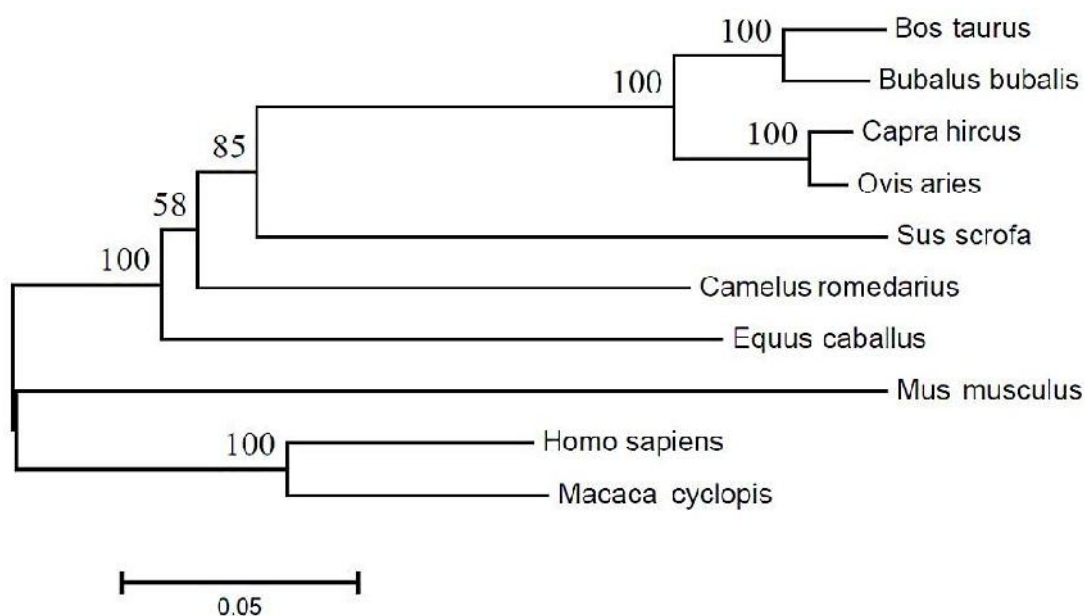 100
Bos taurus
Bubalus bubalis
100
100
Capra hircus
Ovis aries
85
58
Sus scrofa
100
Camelus romedarius
Equus caballus
Mus musculus
100
Homo sapiens
Macaca cyclopis
0.05